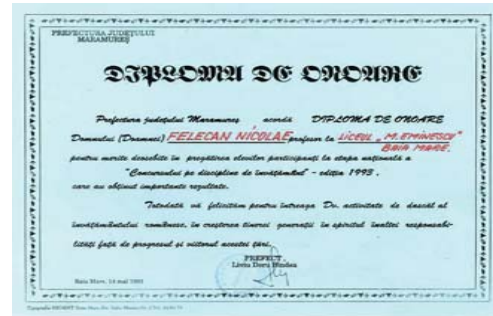 PREFECTURA JUDEȚULUI
MARAMUREȘ
DIPLOMA DE ONOARE
Prefectura județului Maramureș, acordă DIPLOMA DE ONOARE
Domnului (Doamnei) FELECAN NICOLAE profesor la LICEUL „M. EMINESCU"
BAIA MARE.
pentru merite deosebite în pregătirea elevilor participanți la etapa națională a
"Concursului pe discipline de învățământ" - ediția 1993,
care au obținut importante rezultate.
Totodată vă felicităm pentru întreaga Dv. activitate de dascăl al
învățământului românesc, în creșterea tinerei generații în spiritul înaltei responsabi-
lități față de progresul și viitorul acestei țări.
PREFECT,
Liviu Doru Bindea
Baia Mare, 14 mai 1993